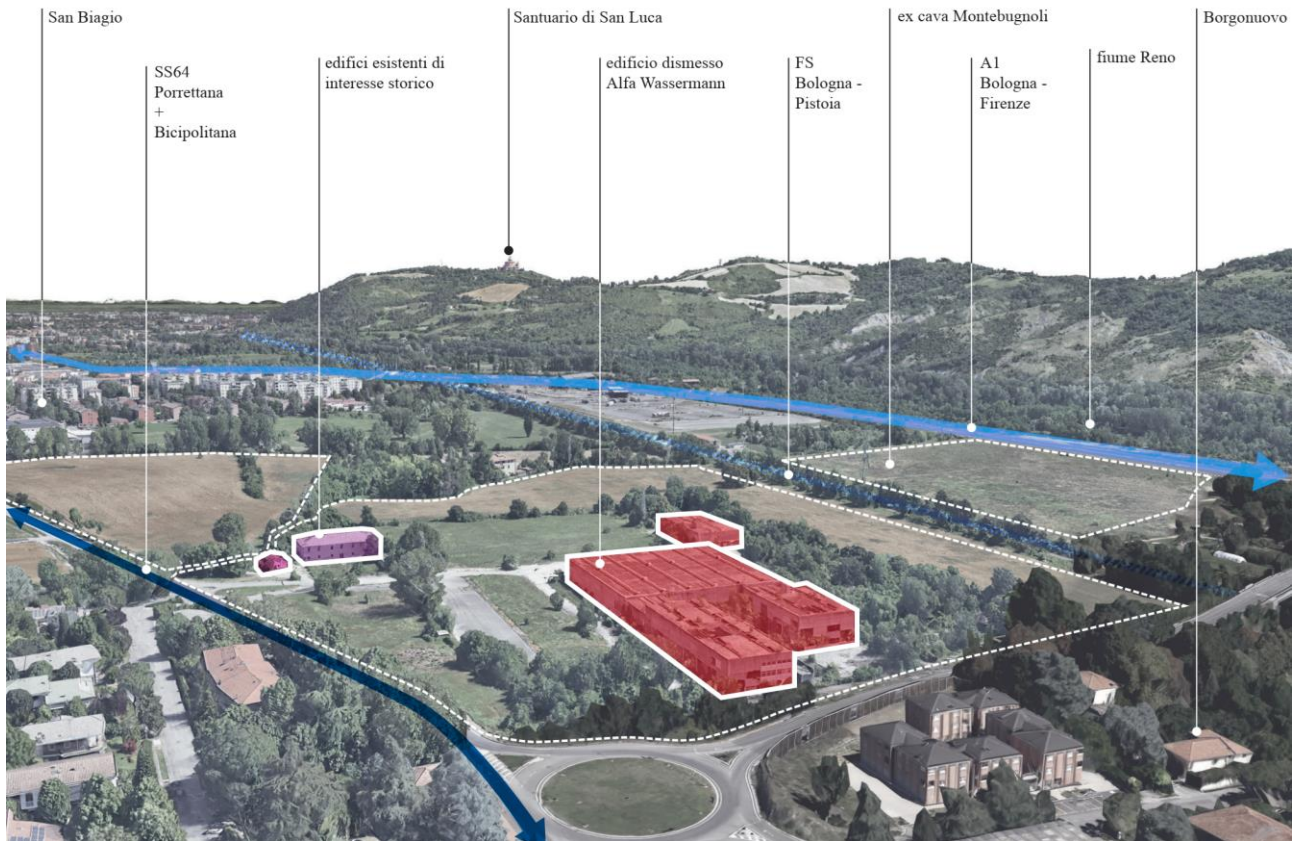 San Biagio
SS64
Porrettana
+
Bicipolitana
edifici esistenti di
interesse storico
Santuario di San Luca
edificio dismesso
Alfa Wassermann
FS
Bologna -
Pistoia
ex cava Montebugnoli
A1
Bologna -
Firenze
fiume Reno
Borgonuovo